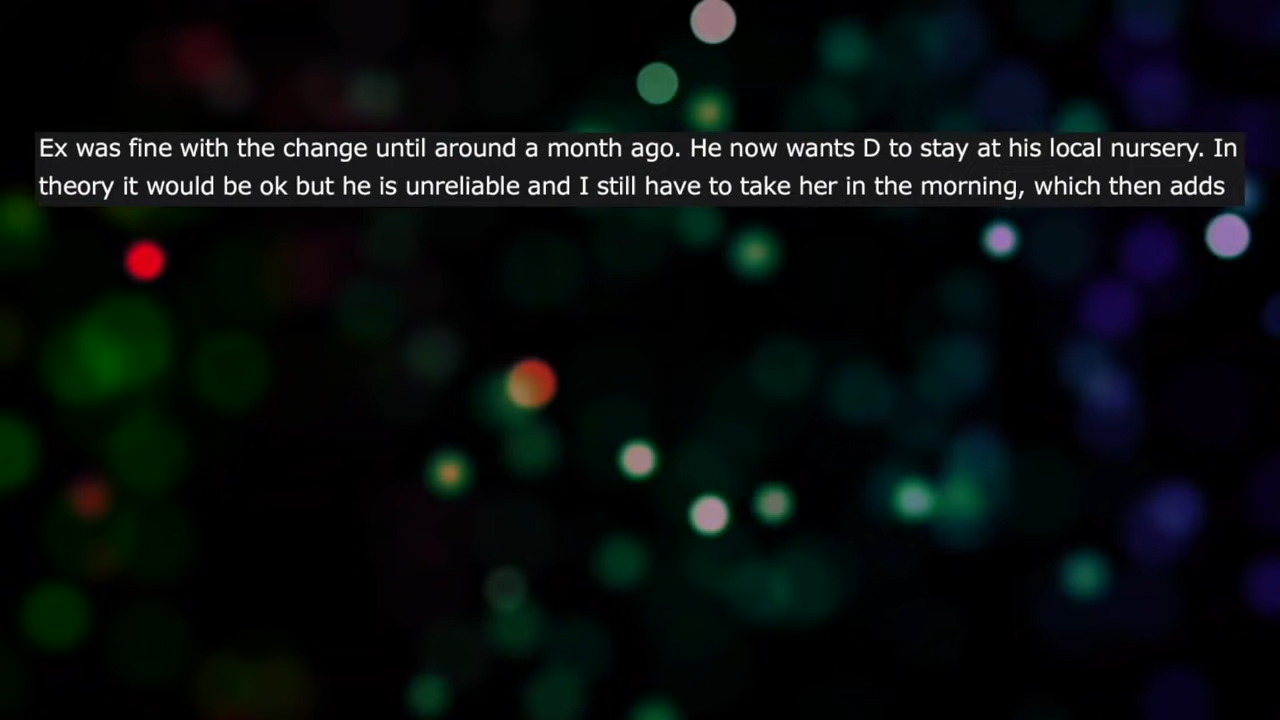 Ex was fine with the change until around a month ago. He now wants D to stay at his local nursery. In
theory it would be ok but he is unreliable and I still have to take her in the morning, which then adds